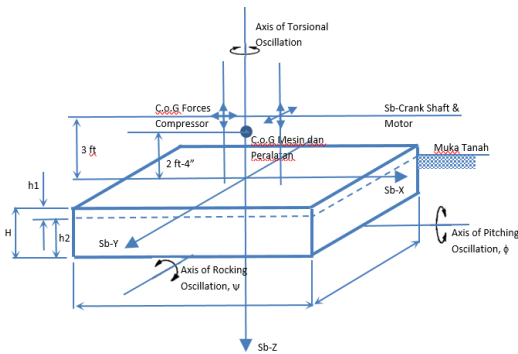 Axis of Torsional
Oscillation
C.o.G Forces
Compressor
Sb-Crank Shaft &
Motor
C.o.G Mesin dan
Peralatan
Muka Tanah
3 ft
2 ft-4”
h1
Sb-X
H
h2
Sb-Y
Axis of Pitching
Oscillation, ϕ
Axis of Rocking
Oscillation, ψ
Sb-Z